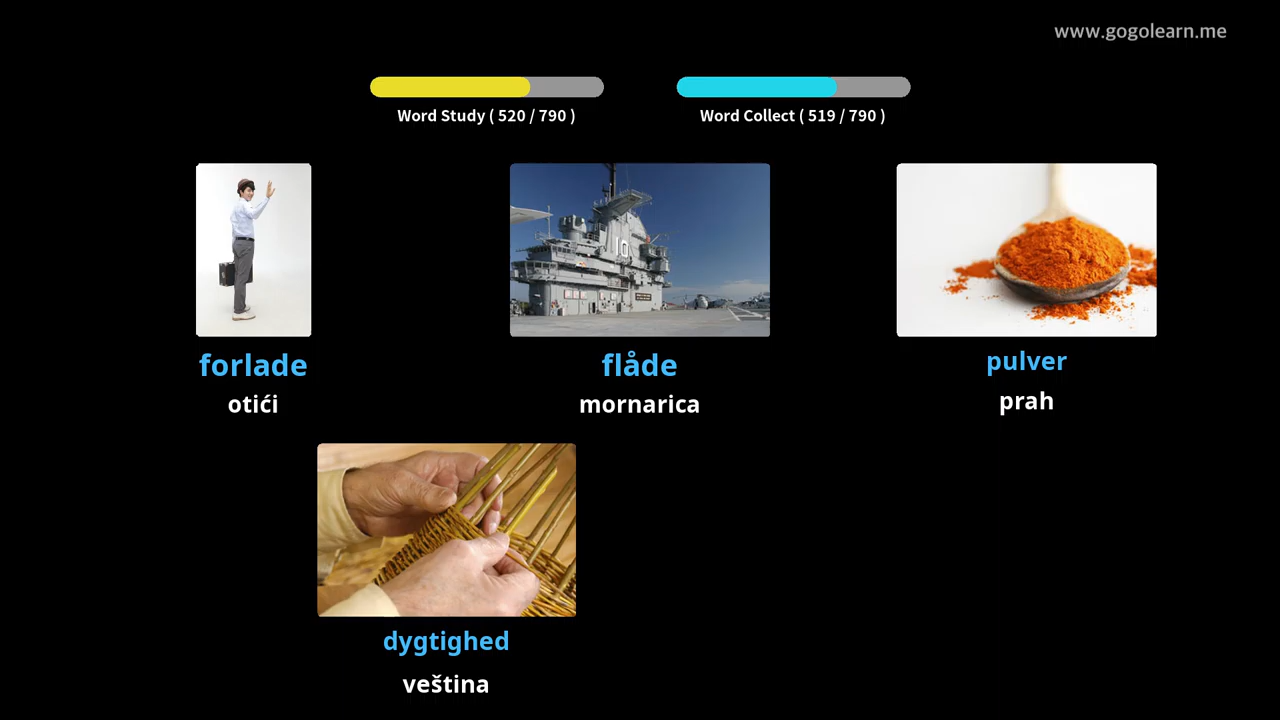 www.gogolearn.me
Word Study ( 520 / 790 )
Word Collect ( 519 / 790 )
forlade
otići
flåde
mornarica
pulver
prah
dygtighed
veština